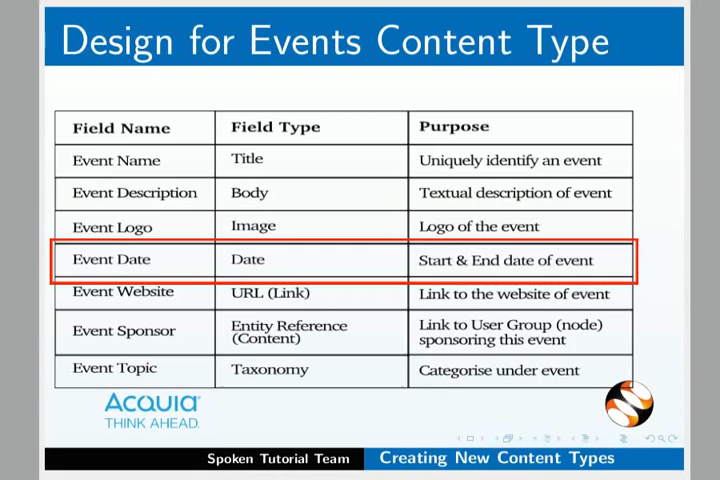 Design for Events Content Type
Field Name Field Type Purpose
Event Name Title Uniquely identify an event
Event Description Body Textual description of event
Event Logo Image Logo of the event
Event Date Date Start & End date of event
Event Website URL (Link) Link to the website of event
Event Sponsor Entity Reference (Content) Link to User Group (node) sponsoring this event
Event Topic Taxonomy Categorise under event
ACQUIA
THINK AHEAD.
Spoken Tutorial Team Creating New Content Types